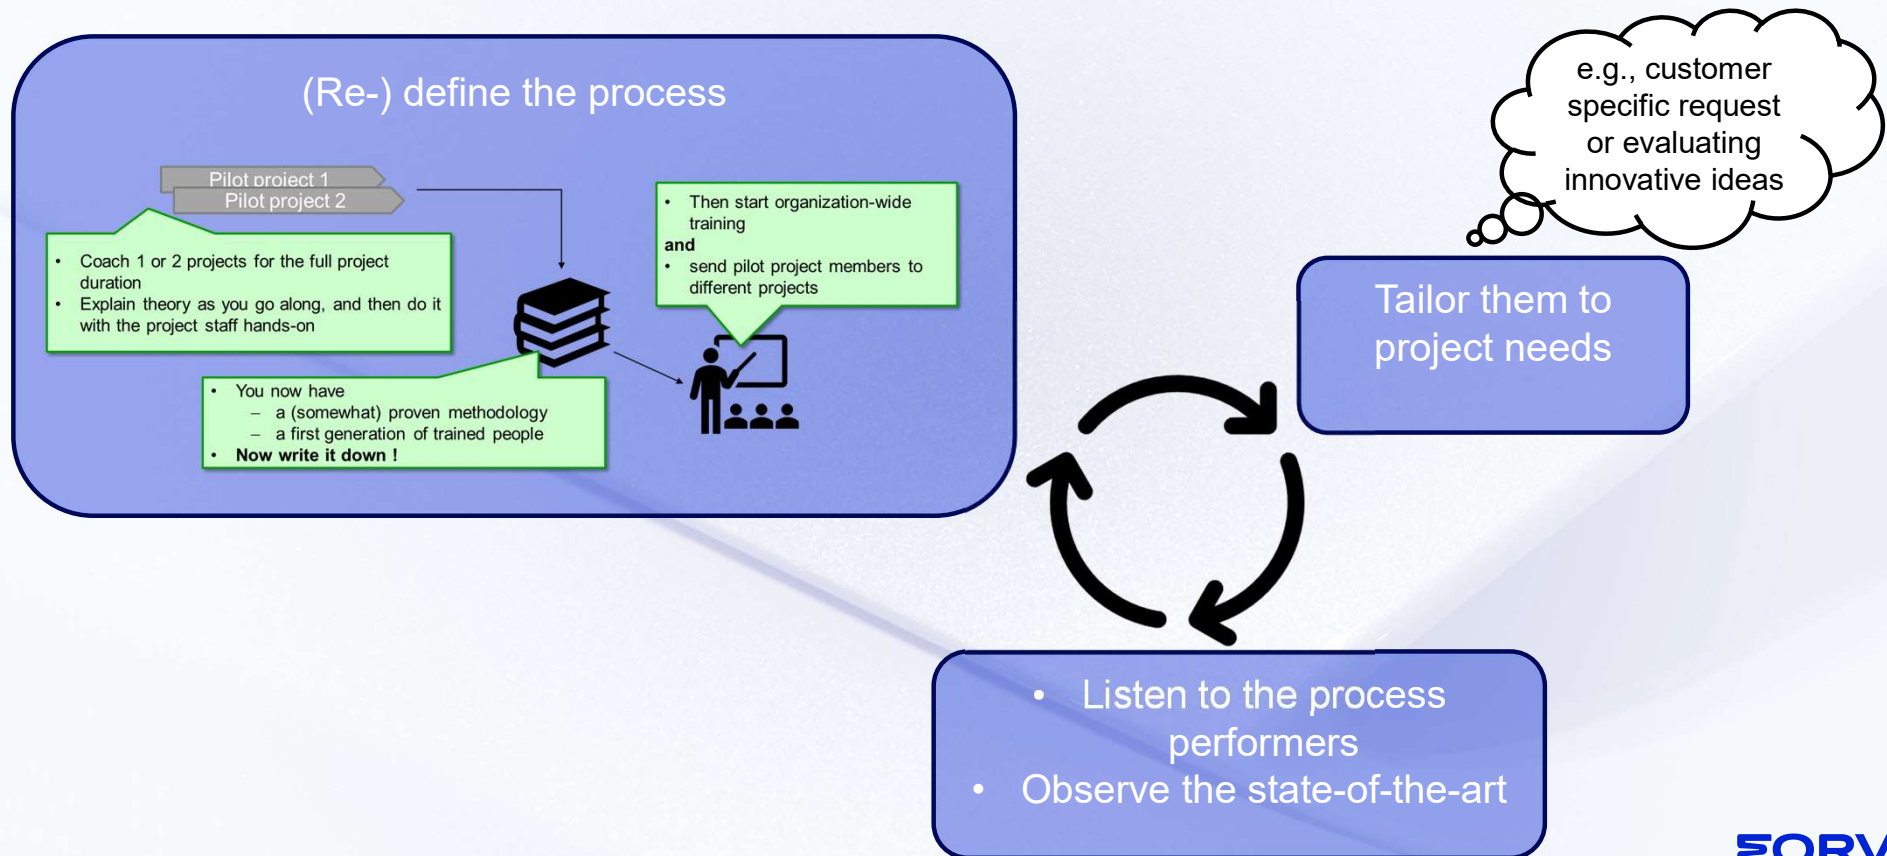 (Re-) define the process
Pilot project 1
Pilot project 2
• Coach 1 or 2 projects for the full project
duration
• Explain theory as you go along, and then do it
with the project staff hands-on
• You now have
– a (somewhat) proven methodology
– a first generation of trained people
• Now write it down !
• Then start organization-wide
training
and
• send pilot project members to
different projects
e.g., customer
specific request
or evaluating
innovative ideas
Tailor them to
project needs
• Listen to the process
performers
• Observe the state-of-the-art